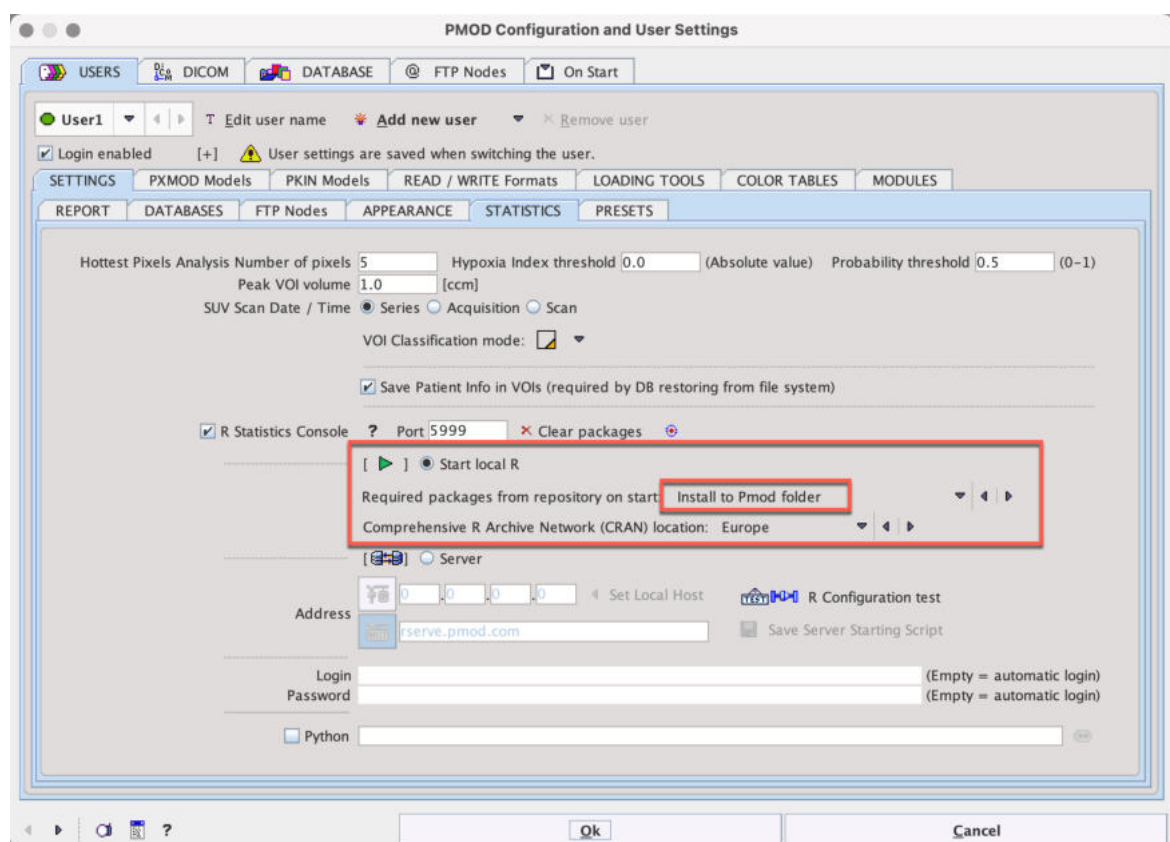 PMOD Configuration and User Settings
USERS DICOM DATABASE @ FTP Nodes On Start
User1 T Edit user name Add new user Remove user
Login enabled [+] User settings are saved when switching the user.
SETTINGS PXMOD Models PKIN Models READ / WRITE Formats LOADING TOOLS COLOR TABLES MODULES
REPORT DATABASES FTP Nodes APPEARANCE STATISTICS PRESETS
Hottest Pixels Analysis Number of pixels 5 Hypoxia Index threshold 0.0 (Absolute value) Probability threshold 0.5 (0-1)
Peak VOI volume 1.0 [ccm]
SUV Scan Date / Time Series Acquisition Scan
VOI Classification mode:
Save Patient Info in VOIs (required by DB restoring from file system)
R Statistics Console ? Port 5999 Clear packages
[ ] Start local R
Required packages from repository on start: Install to Pmod folder
Comprehensive R Archive Network (CRAN) location: Europe
[ ] Server
Address 0 .0 .0 .0 Set Local Host TEST R Configuration test
rserve.pmod.com Save Server Starting Script
Login (Empty = automatic login)
Password (Empty = automatic login)
Python
? Ok Cancel